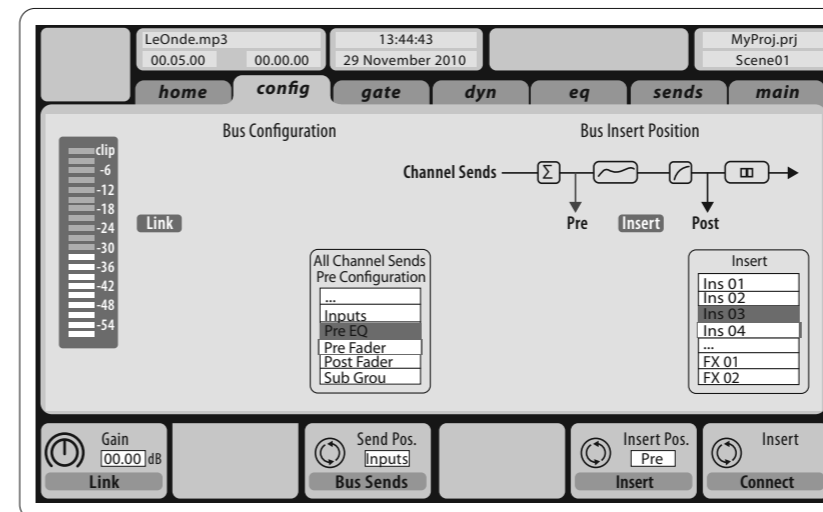 LeOnde.mp3
00.05.00 00.00.00
13:44:43
29 November 2010
MyProj.prj
Scene01
home config gate dyn eq sends main
Bus Configuration
Bus Insert Position
clip
-6
-12
-18
-24
-30
-36
-42
-48
-54
Link
Channel Sends
Σ
Pre Insert Post
All Channel Sends
Pre Configuration
...
Inputs
Pre EQ
Pre Fader
Post Fader
Sub Grou
Insert
Ins 01
Ins 02
Ins 03
Ins 04
...
FX 01
FX 02
Gain
00.00 dB
Link
Send Pos.
Inputs
Bus Sends
Insert Pos.
Pre
Insert
Insert
Connect